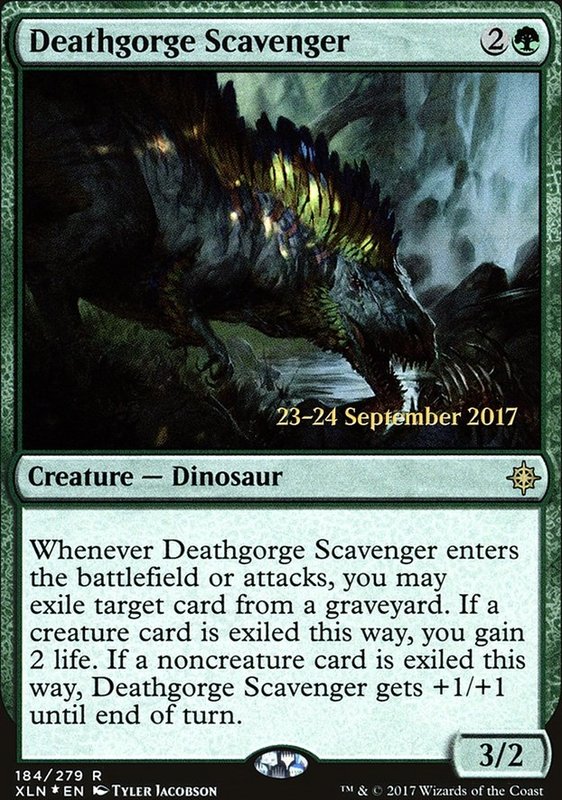 Deathgorge Scavenger 2
23–24 September 2017
Creature — Dinosaur
Whenever Deathgorge Scavenger enters
the battlefield or attacks, you may
exile target card from a graveyard. If a
creature card is exiled this way, you gain
2 life. If a noncreature card is exiled this
way, Deathgorge Scavenger gets +1/+1
until end of turn.
3/2
184/279 R
XLN ★ EN Tyler Jacobson
™ & © 2017 Wizards of the Coast